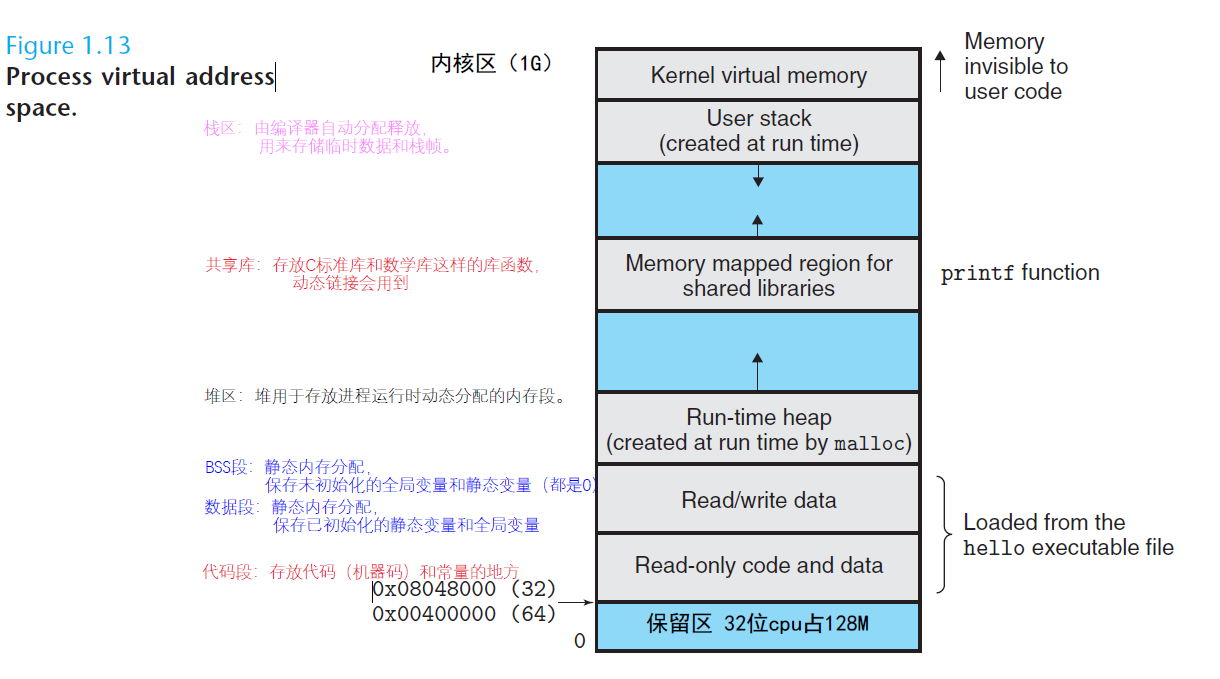 Figure 1.13
Process virtual address
space.
内核区（1G）
Kernel virtual memory
Memory
invisible to
user code
栈区：由编译器自动分配释放，
用来存储临时数据和栈帧。
User stack
(created at run time)
共享库：存放C标准库和数学库这样的库函数，
动态链接会用到
Memory mapped region for
shared libraries
printf function
堆区：堆用于存放进程运行时动态分配的内存段。
Run-time heap
(created at run time by malloc)
BSS段：静态内存分配，
保存未初始化的全局变量和静态变量（都是0）
数据段：静态内存分配，
保存已初始化的静态变量和全局变量
Read/write data
Loaded from the
hello executable file
代码段：存放代码（机器码）和常量的地方
Read-only code and data
0x08048000 (32)
0x00400000 (64)
保留区 32位cpu占128M
0